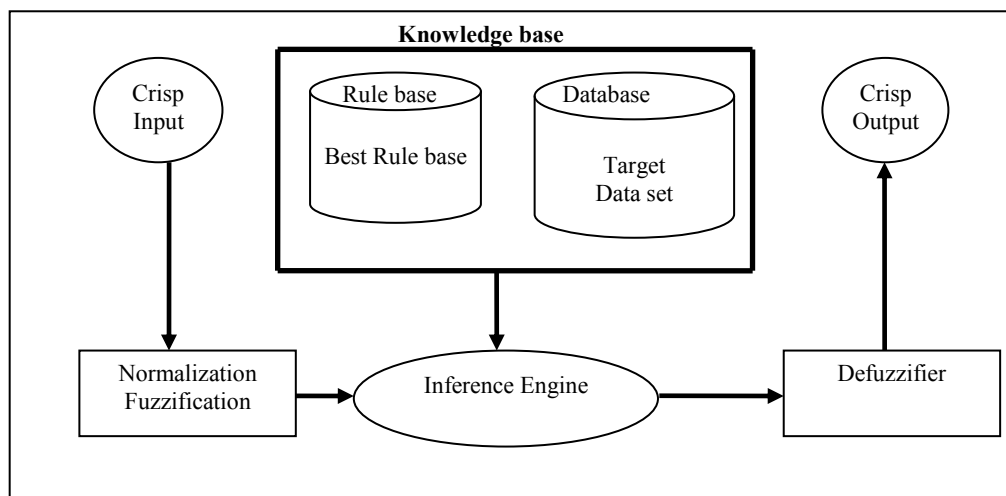 Knowledge base
Crisp
Input
Rule base
Best Rule base
Database
Target
Data set
Crisp
Output
Normalization
Fuzzification
Inference Engine
Defuzzifier